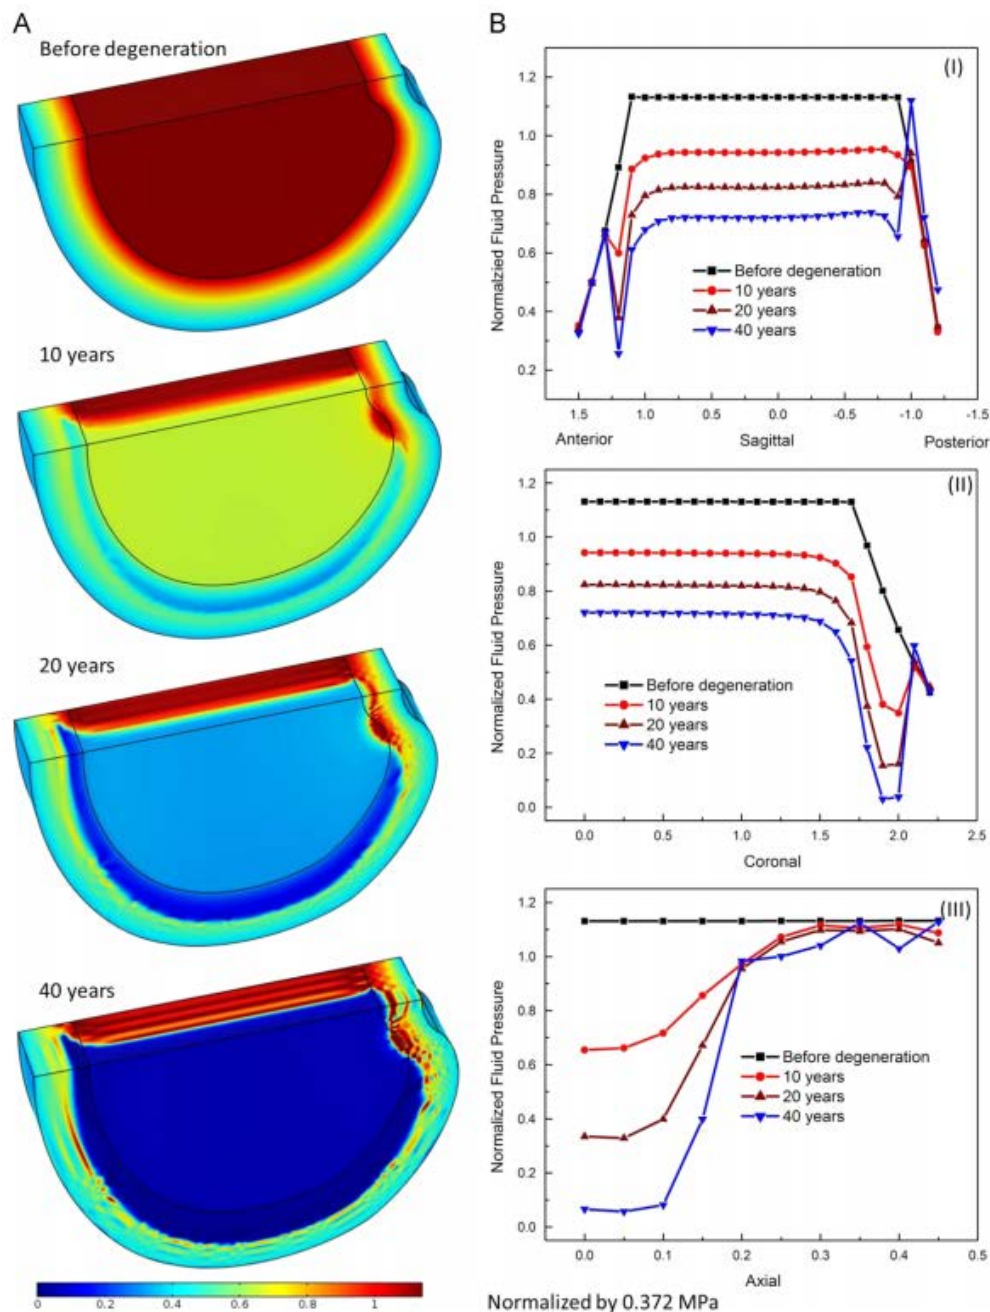 A
Before degeneration
10 years
20 years
40 years
0 0.2 0.4 0.6 0.8 1
B
(I)
1.2
1.0
0.8
0.6
0.4
0.2
Normalzied Fluid Pressure
Before degeneration
10 years
20 years
40 years
1.5 1.0 0.5 0.0 -0.5 -1.0 -1.5
Anterior Sagittal Posterior
(II)
1.2
1.0
0.8
0.6
0.4
0.2
0.0
Normalized Fluid Pressure
Before degeneration
10 years
20 years
40 years
0.0 0.5 1.0 1.5 2.0 2.5
Coronal
(III)
1.2
1.0
0.8
0.6
0.4
0.2
0.0
Normalized Fluid Pressure
Before degeneration
10 years
20 years
40 years
0.0 0.1 0.2 0.3 0.4 0.5
Axial
Normalized by 0.372 MPa